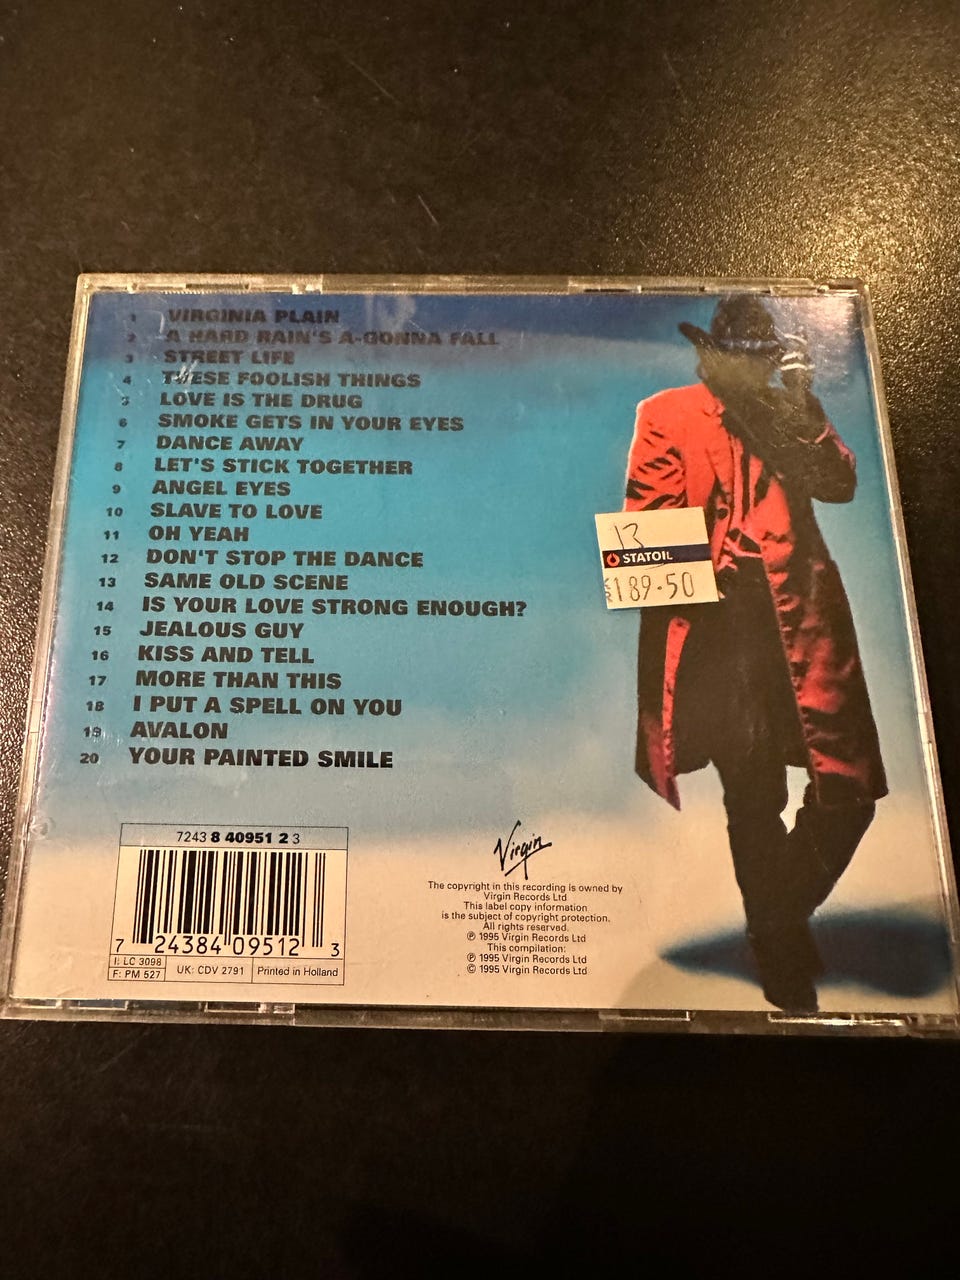 1 VIRGINIA PLAIN
2 A HARD RAIN'S A-GONNA FALL
3 STREET LIFE
4 THESE FOOLISH THINGS
5 LOVE IS THE DRUG
6 SMOKE GETS IN YOUR EYES
7 DANCE AWAY
8 LET'S STICK TOGETHER
9 ANGEL EYES
10 SLAVE TO LOVE
11 OH YEAH
12 DON'T STOP THE DANCE
13 SAME OLD SCENE
14 IS YOUR LOVE STRONG ENOUGH?
15 JEALOUS GUY
16 KISS AND TELL
17 MORE THAN THIS
18 I PUT A SPELL ON YOU
19 AVALON
20 YOUR PAINTED SMILE
13
STATOIL
KR 189.50
7243 8 40951 2 3
7 24384 09512 3
I: LC 3098
F: PM 527
UK: CDV 2791
Printed in Holland
Virgin
The copyright in this recording is owned by
Virgin Records Ltd
This label copy information
is the subject of copyright protection.
All rights reserved.
℗ 1995 Virgin Records Ltd
This compilation:
℗ 1995 Virgin Records Ltd
© 1995 Virgin Records Ltd